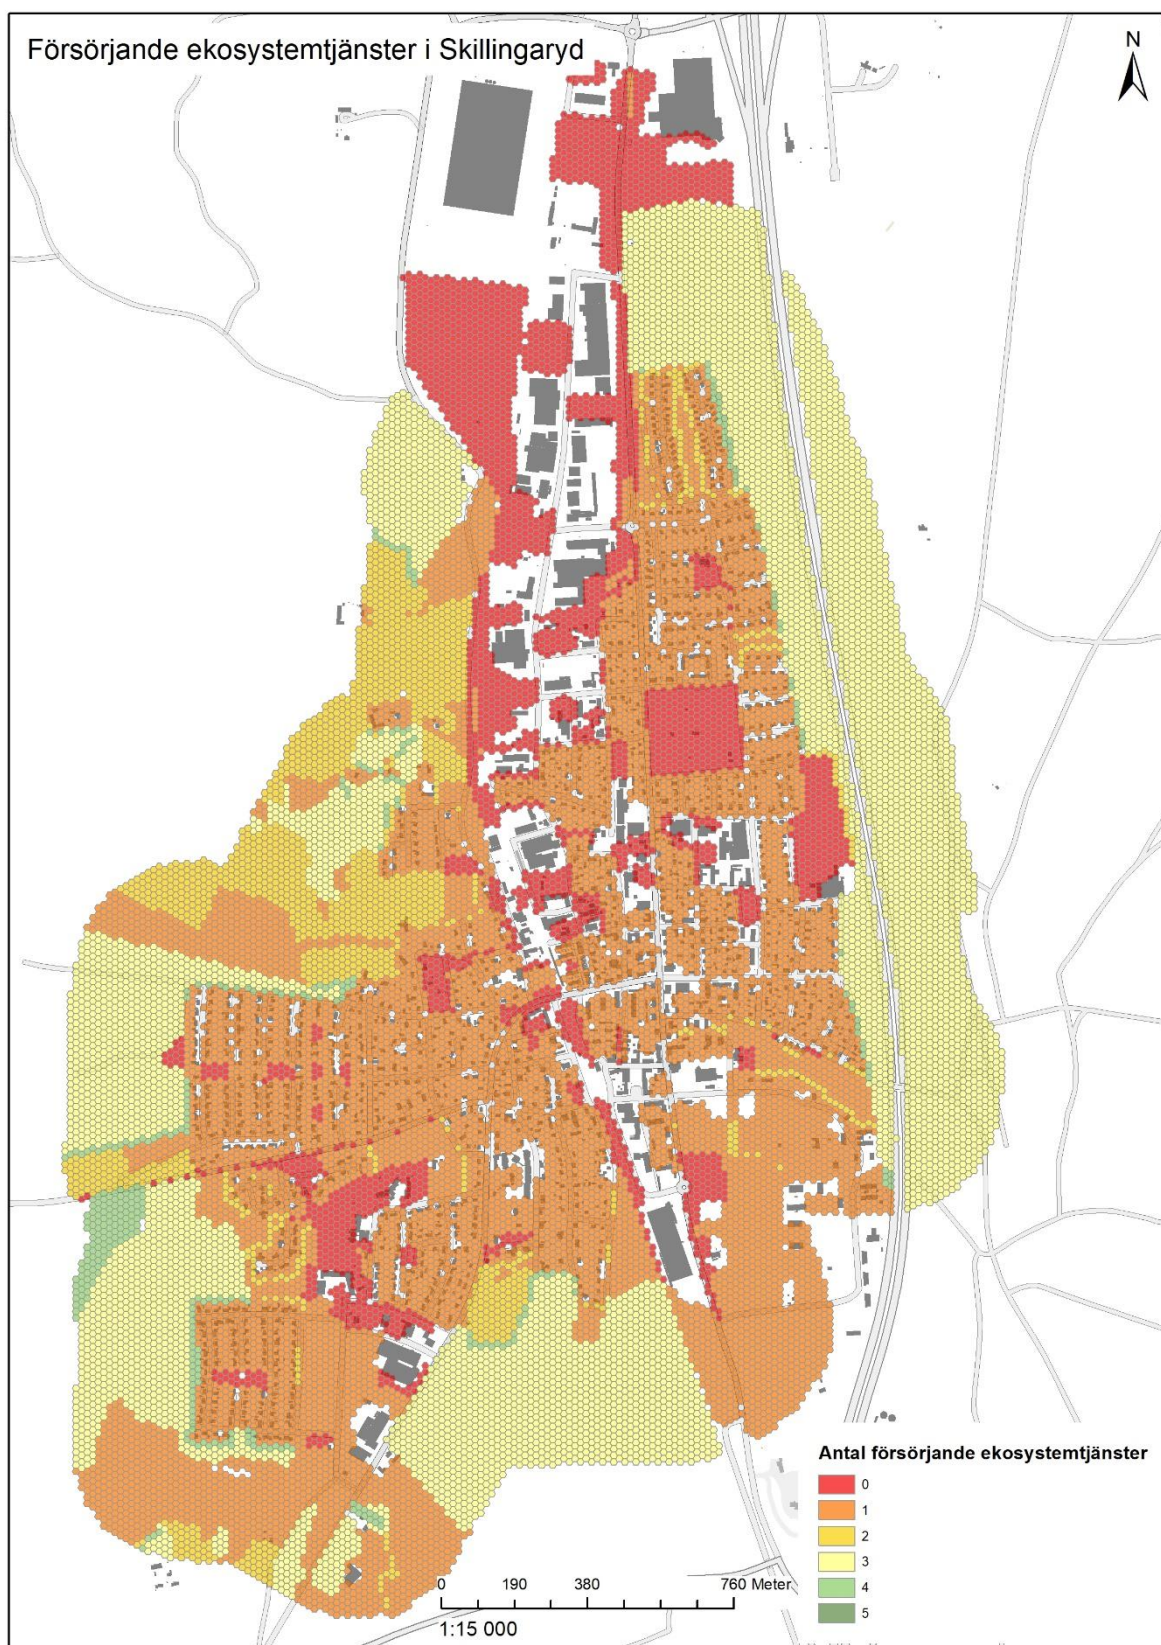 Försörjande ekosystemtjänster i Skillingaryd
N
Antal försörjande ekosystemtjänster
0
1
2
3
4
5
0 190 380 760 Meter
1:15 000